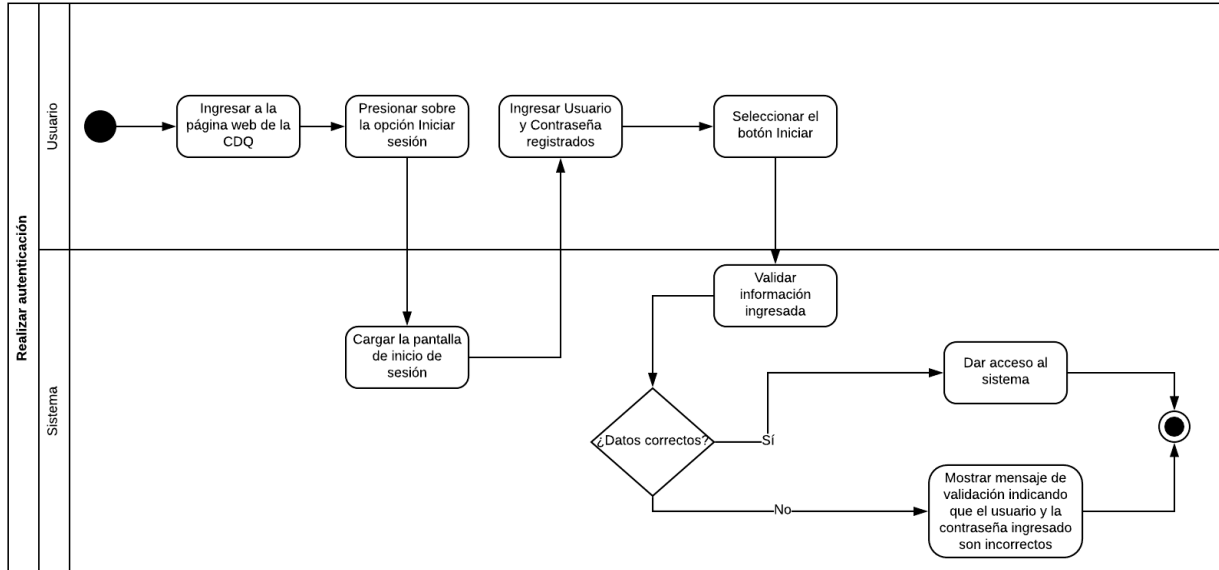 Realizar autenticación
Usuario
Ingresar a la
página web de la
CDQ
Presionar sobre
la opción Iniciar
sesión
Ingresar Usuario
y Contraseña
registrados
Seleccionar el
botón Iniciar
Sistema
Cargar la pantalla
de inicio de
sesión
Validar
información
ingresada
¿Datos correctos?
Sí
Dar acceso al
sistema
No
Mostrar mensaje de
validación indicando
que el usuario y la
contraseña ingresado
son incorrectos